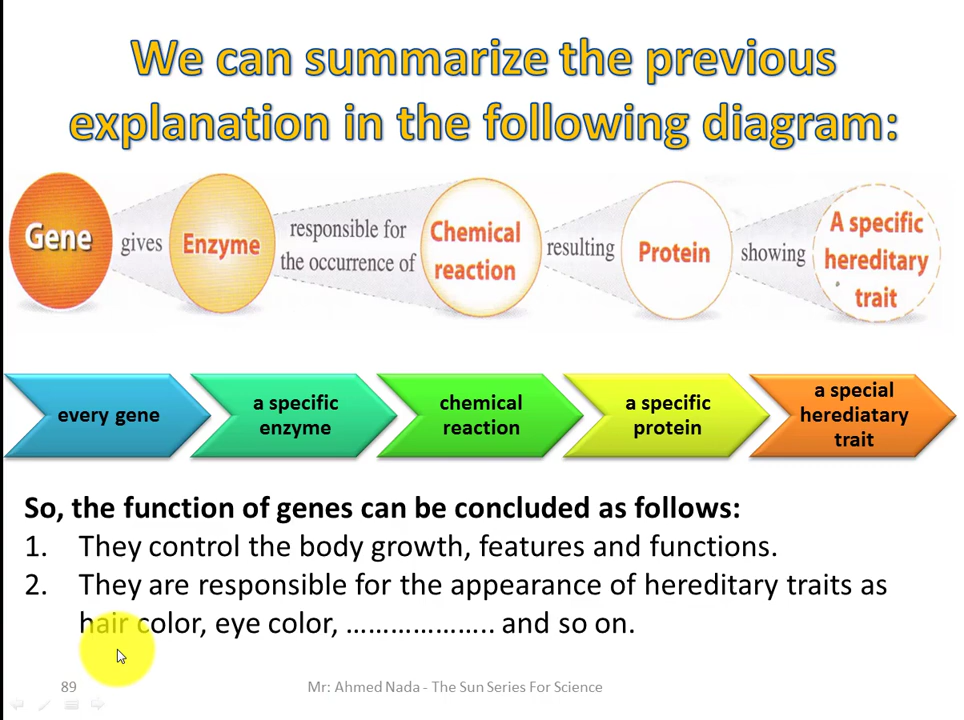 We can summarize the previous
explanation in the following diagram:
Gene
gives
Enzyme
responsible for
the occurrence of
Chemical
reaction
resulting
Protein
showing
A specific
hereditary
trait
every gene
a specific
enzyme
chemical
reaction
a specific
protein
a special
herediatary
trait
So, the function of genes can be concluded as follows:
1. They control the body growth, features and functions.
2. They are responsible for the appearance of hereditary traits as
hair color, eye color, ……………….. and so on.
89
Mr: Ahmed Nada - The Sun Series For Science